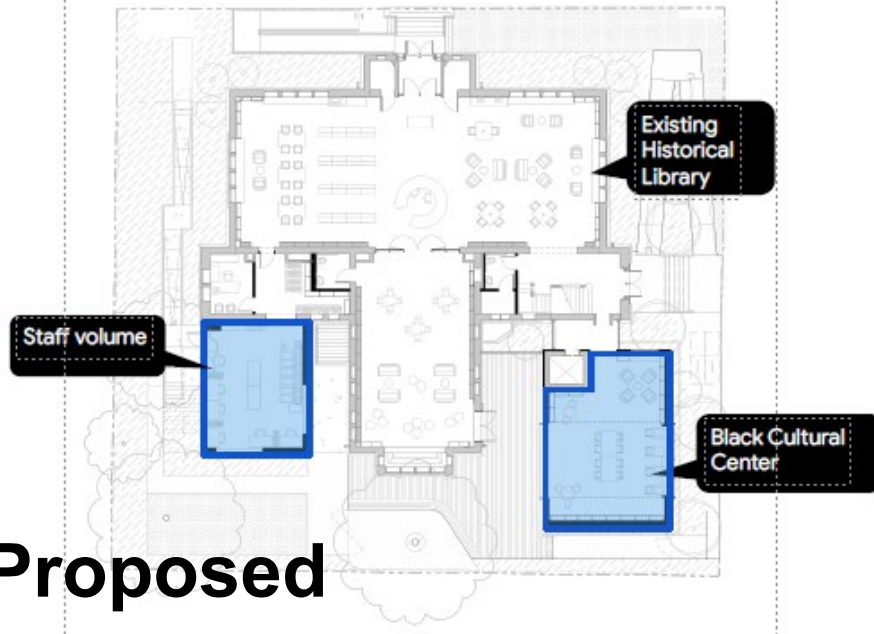 Existing
Historical
Library
Staff volume
Black Cultural
Center
Proposed